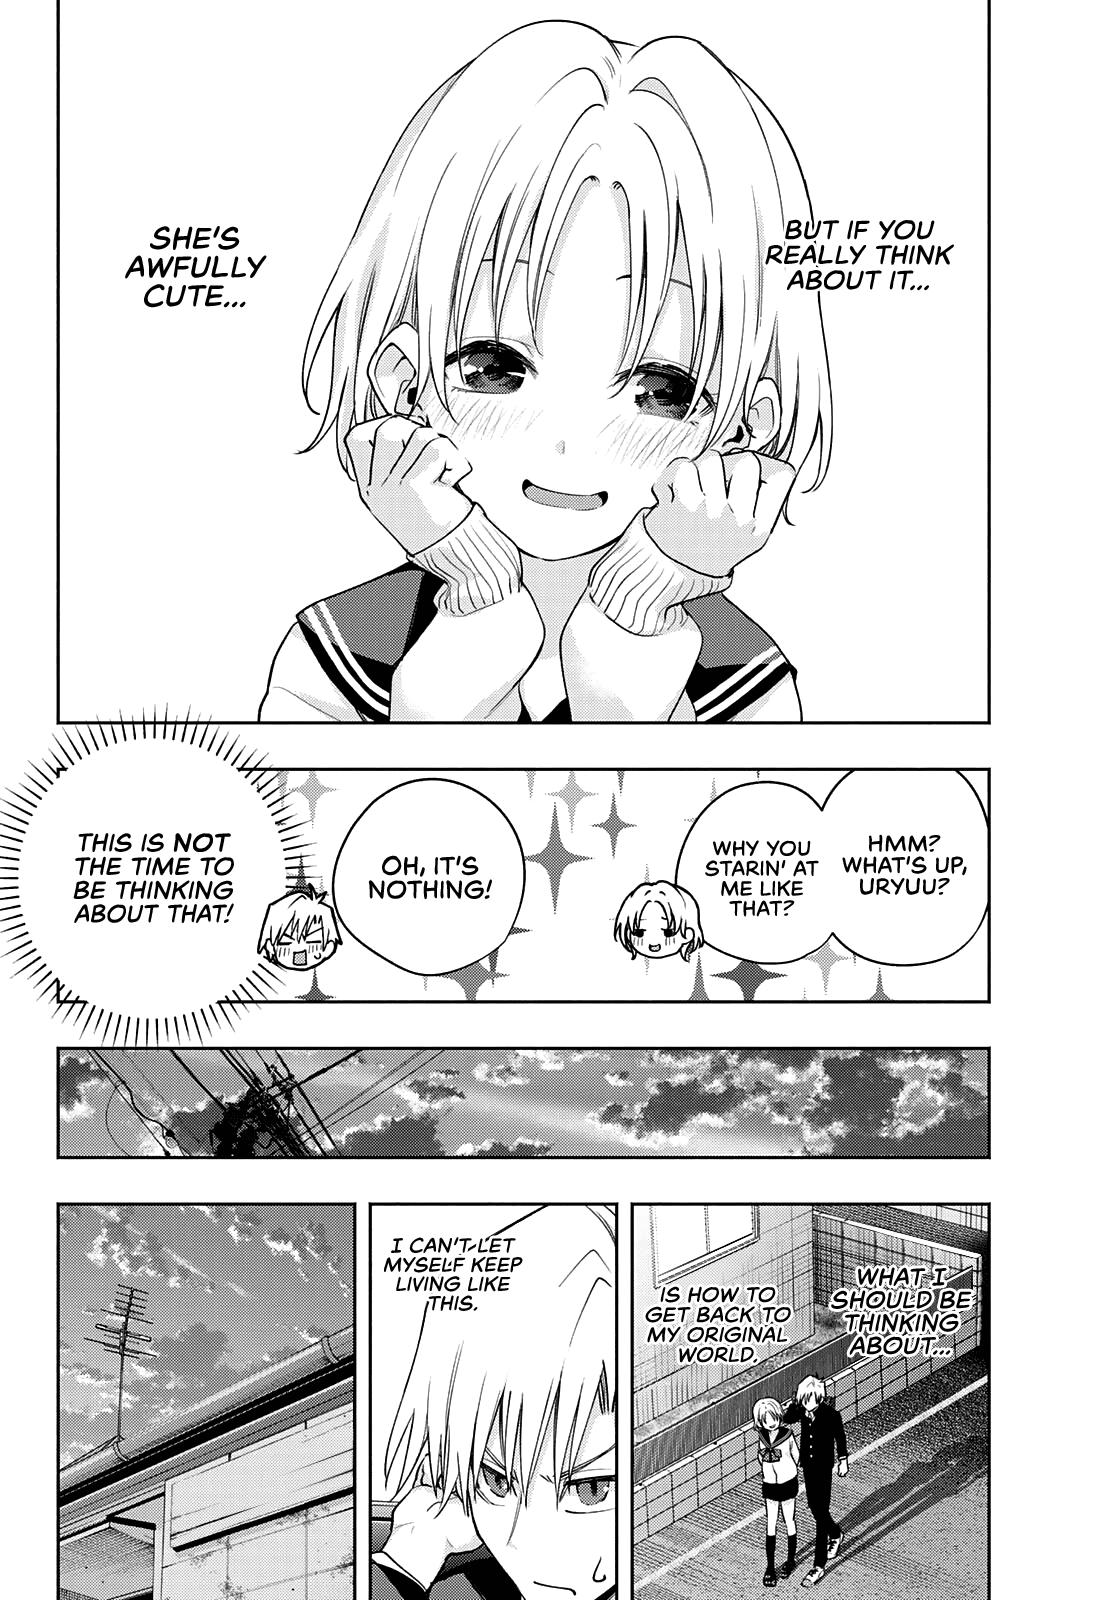 BUT IF YOU
REALLY THINK
ABOUT IT...
SHE'S
AWFULLY
CUTE...
HMM?
WHAT'S UP,
URYUU?
WHY YOU
STARIN' AT
ME LIKE
THAT?
OH, IT'S
NOTHING!
THIS IS NOT
THE TIME TO
BE THINKING
ABOUT THAT!
WHAT I
SHOULD BE
THINKING
ABOUT...
IS HOW TO
GET BACK TO
MY ORIGINAL
WORLD.
I CAN'T LET
MYSELF KEEP
LIVING LIKE
THIS.